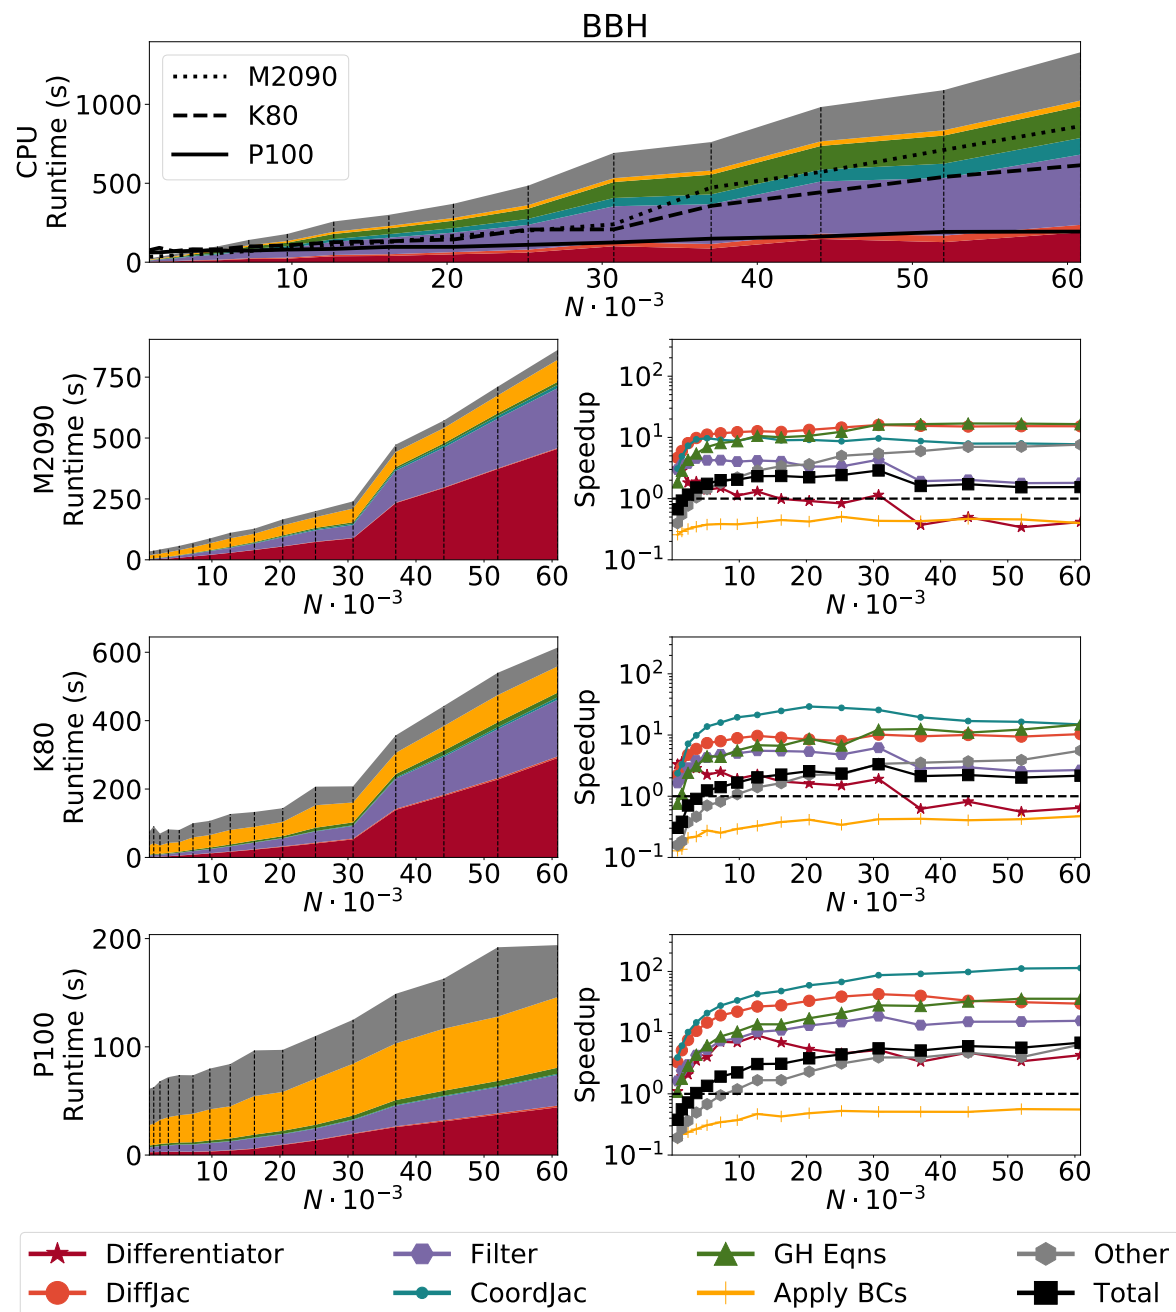 BBH
CPU
Runtime (s)
1000
500
0
M2090
K80
P100
10 20 30 40 50 60
N · 10⁻³
M2090
Runtime (s)
750
500
250
0
10 20 30 40 50 60
N · 10⁻³
Speedup
10²
10¹
10⁰
10⁻¹
10 20 30 40 50 60
N · 10⁻³
K80
Runtime (s)
600
400
200
0
10 20 30 40 50 60
N · 10⁻³
Speedup
10²
10¹
10⁰
10⁻¹
10 20 30 40 50 60
N · 10⁻³
P100
Runtime (s)
200
100
0
10 20 30 40 50 60
N · 10⁻³
Speedup
10²
10¹
10⁰
10⁻¹
10 20 30 40 50 60
N · 10⁻³
Differentiator Filter GH Eqns Other
DiffJac CoordJac Apply BCs Total